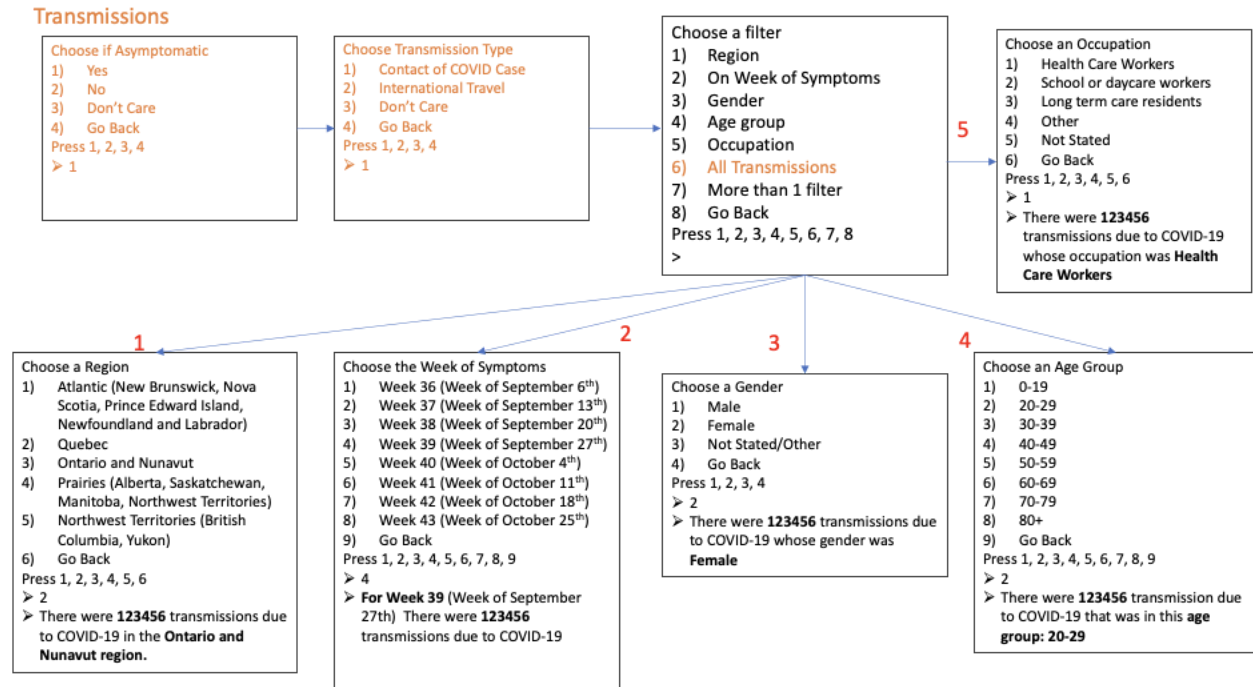 Transmissions
Choose if Asymptomatic
1) Yes
2) No
3) Don't Care
4) Go Back
Press 1, 2, 3, 4
➢ 1
Choose Transmission Type
1) Contact of COVID Case
2) International Travel
3) Don't Care
4) Go Back
Press 1, 2, 3, 4
➢ 1
Choose a filter
1) Region
2) On Week of Symptoms
3) Gender
4) Age group
5) Occupation
6) All Transmissions
7) More than 1 filter
8) Go Back
Press 1, 2, 3, 4, 5, 6, 7, 8
>
5
Choose an Occupation
1) Health Care Workers
2) School or daycare workers
3) Long term care residents
4) Other
5) Not Stated
6) Go Back
Press 1, 2, 3, 4, 5, 6
➢ 1
➢ There were 123456
transmissions due to COVID-19
whose occupation was Health
Care Workers
1
Choose a Region
1) Atlantic (New Brunswick, Nova
Scotia, Prince Edward Island,
Newfoundland and Labrador)
2) Quebec
3) Ontario and Nunavut
4) Prairies (Alberta, Saskatchewan,
Manitoba, Northwest Territories)
5) Northwest Territories (British
Columbia, Yukon)
6) Go Back
Press 1, 2, 3, 4, 5, 6
➢ 2
➢ There were 123456 transmissions due
to COVID-19 in the Ontario and
Nunavut region.
2
Choose the Week of Symptoms
1) Week 36 (Week of September 6th)
2) Week 37 (Week of September 13th)
3) Week 38 (Week of September 20th)
4) Week 39 (Week of September 27th)
5) Week 40 (Week of October 4th)
6) Week 41 (Week of October 11th)
7) Week 42 (Week of October 18th)
8) Week 43 (Week of October 25th)
9) Go Back
Press 1, 2, 3, 4, 5, 6, 7, 8, 9
➢ 4
➢ For Week 39 (Week of September
27th) There were 123456
transmissions due to COVID-19
3
Choose a Gender
1) Male
2) Female
3) Not Stated/Other
4) Go Back
Press 1, 2, 3, 4
➢ 2
➢ There were 123456 transmissions due
to COVID-19 whose gender was
Female
4
Choose an Age Group
1) 0-19
2) 20-29
3) 30-39
4) 40-49
5) 50-59
6) 60-69
7) 70-79
8) 80+
9) Go Back
Press 1, 2, 3, 4, 5, 6, 7, 8, 9
➢ 2
➢ There were 123456 transmission due
to COVID-19 that was in this age
group: 20-29